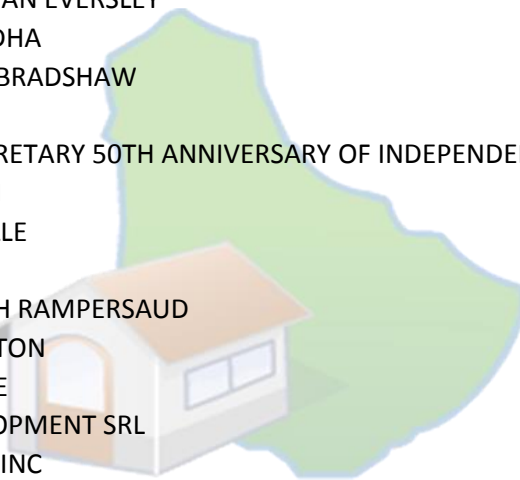 AN EVERSLEY
DHA
BRADSHAW
RETARY 50TH ANNIVERSARY OF INDEPENDE
LE
H RAMPERSAUD
TON
E
OPMENT SRL
INC